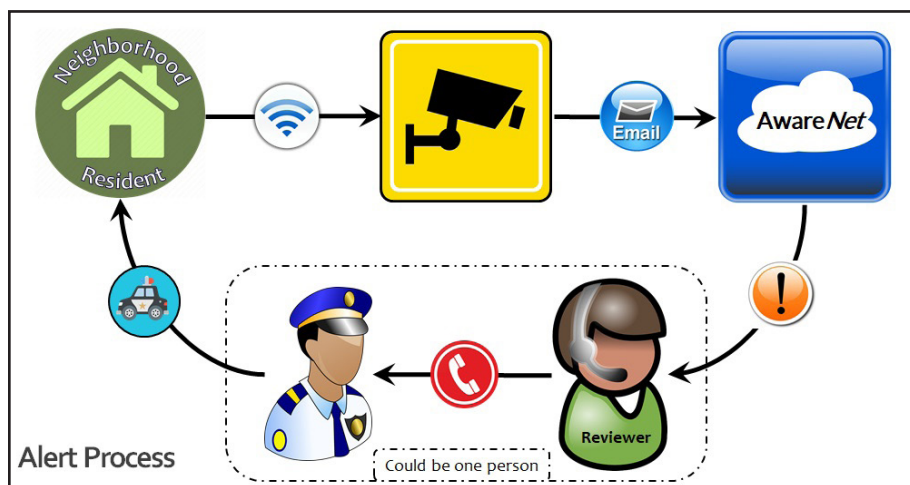 Neighborhood
Resident
Email
AwareNet
!
Reviewer
Alert Process
Could be one person